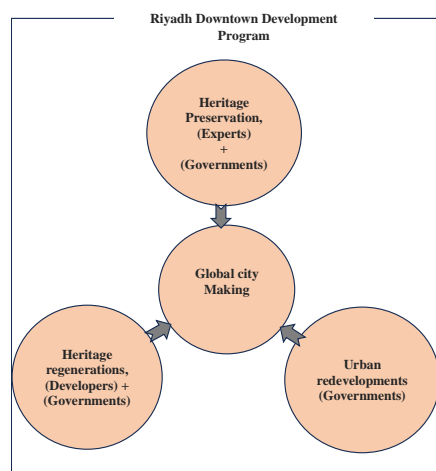 Riyadh Downtown Development
Program
Heritage
Preservation,
(Experts)
+
(Governments)
Global city
Making
Heritage
regenerations,
(Developers) +
(Governments)
Urban
redevelopments
(Governments)